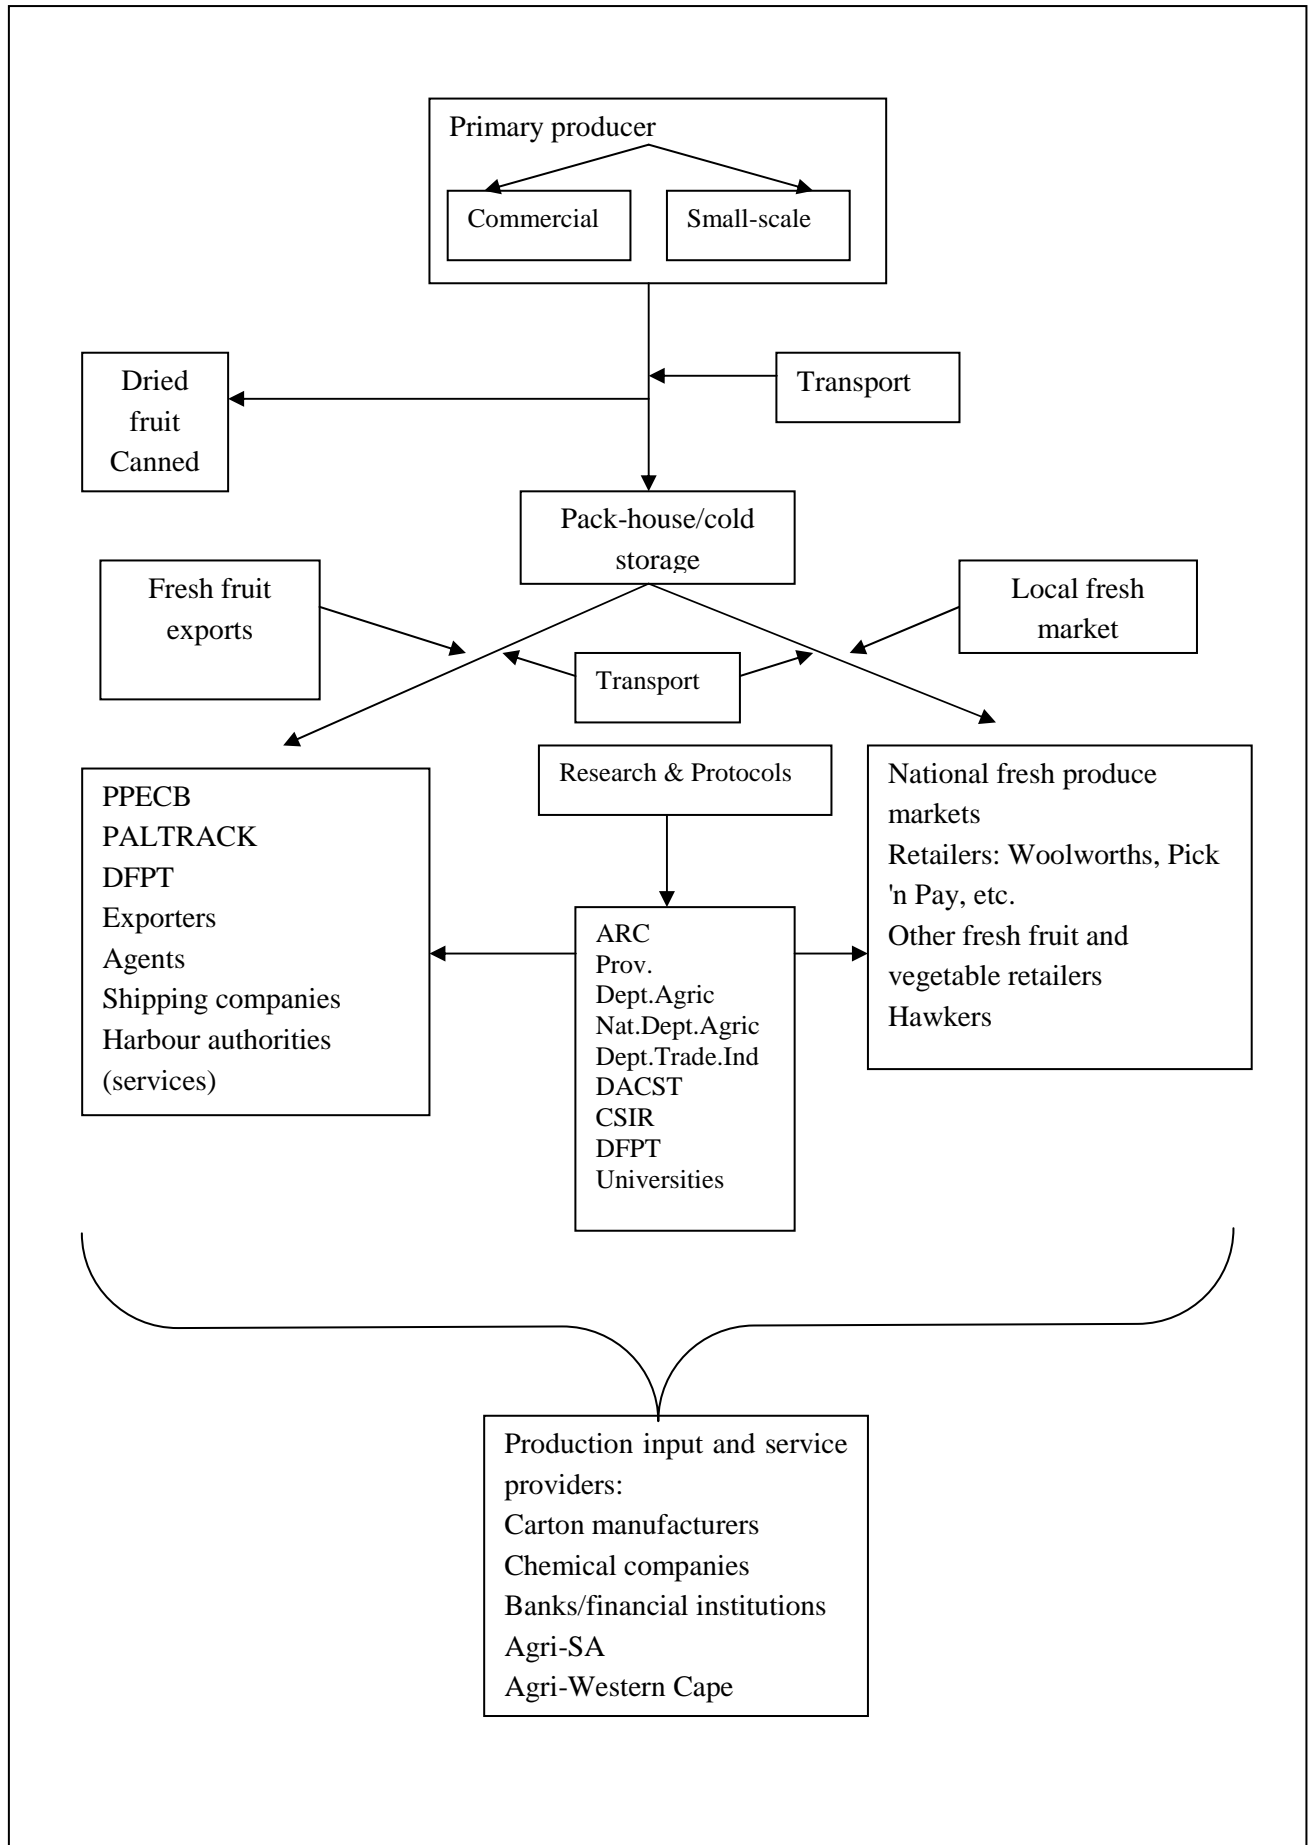 Primary producer
Commercial
Small-scale
Dried
fruit
Canned
Transport
Pack-house/cold
storage
Fresh fruit
exports
Local fresh
market
Transport
Research & Protocols
PPECB
PALTRACK
DFPT
Exporters
Agents
Shipping companies
Harbour authorities
(services)
ARC
Prov.
Dept.Agric
Nat.Dept.Agric
Dept.Trade.Ind
DACST
CSIR
DFPT
Universities
National fresh produce
markets
Retailers: Woolworths, Pick
'n Pay, etc.
Other fresh fruit and
vegetable retailers
Hawkers
Production input and service
providers:
Carton manufacturers
Chemical companies
Banks/financial institutions
Agri-SA
Agri-Western Cape